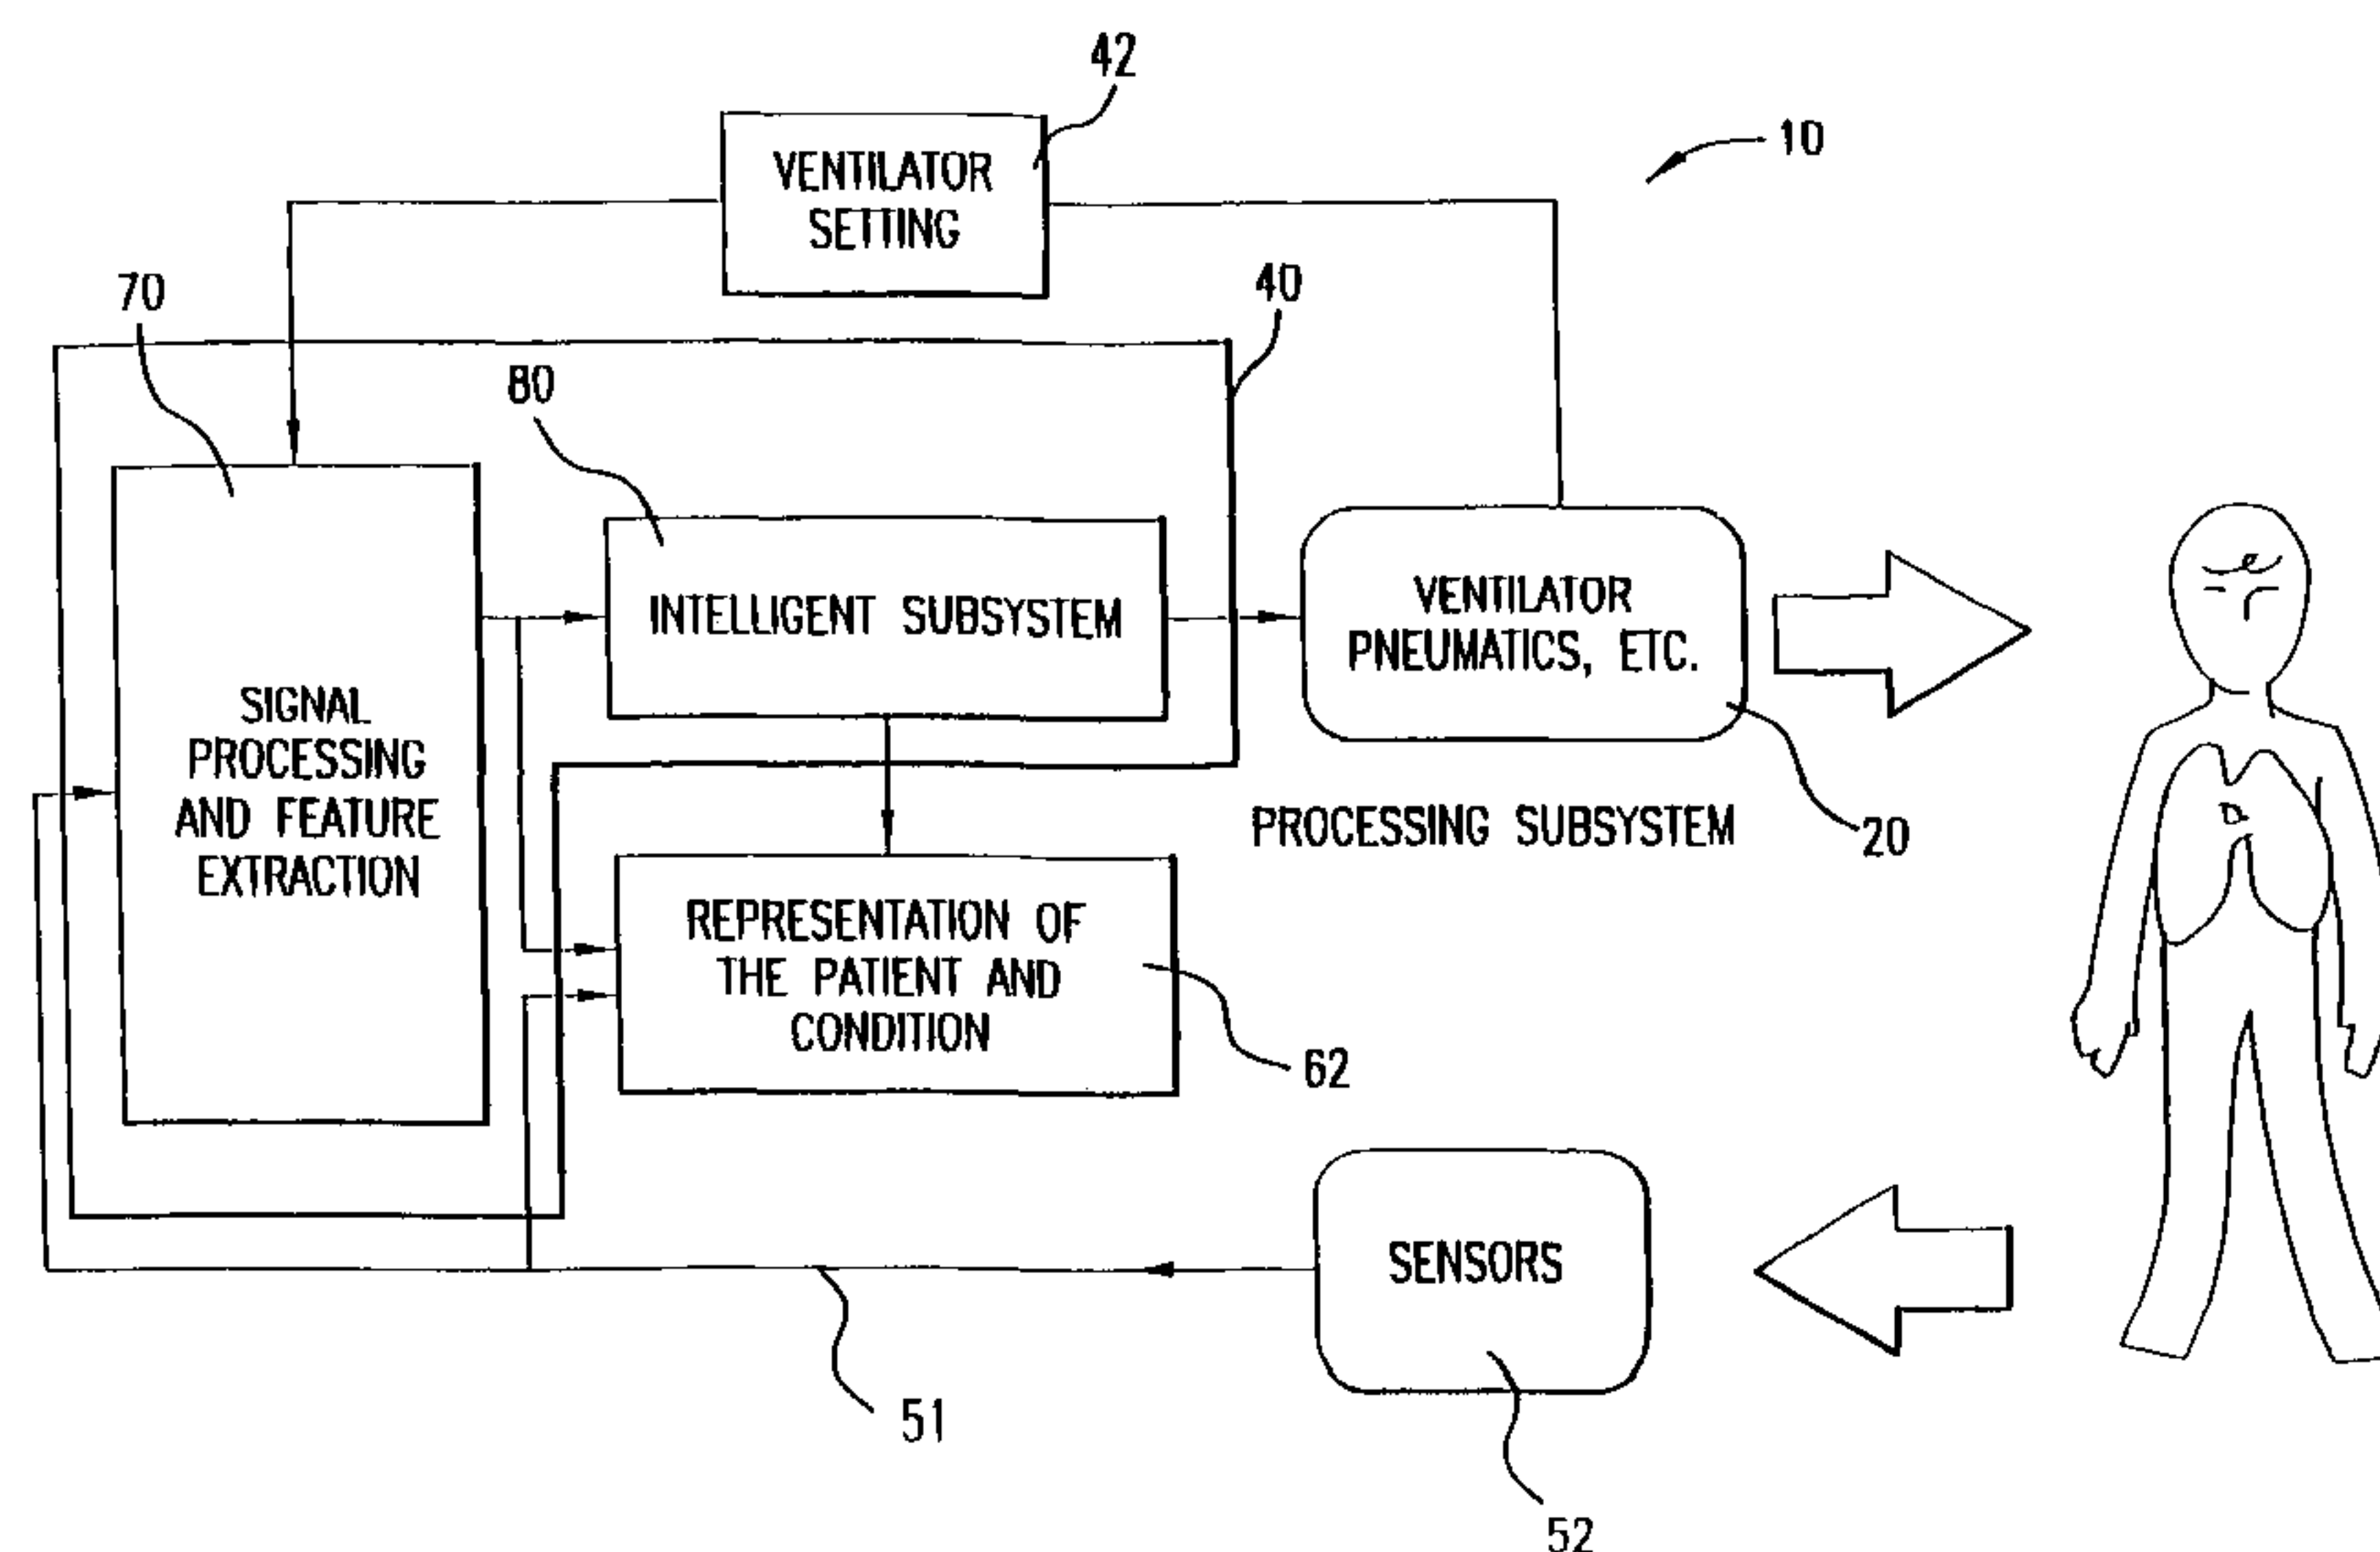 42
VENTILATOR
SETTING
10
70
40
80
INTELLIGENT SUBSYSTEM
VENTILATOR
PNEUMATICS, ETC.
SIGNAL
PROCESSING
AND FEATURE
EXTRACTION
PROCESSING SUBSYSTEM
20
REPRESENTATION OF
THE PATIENT AND
CONDITION
62
SENSORS
51
52